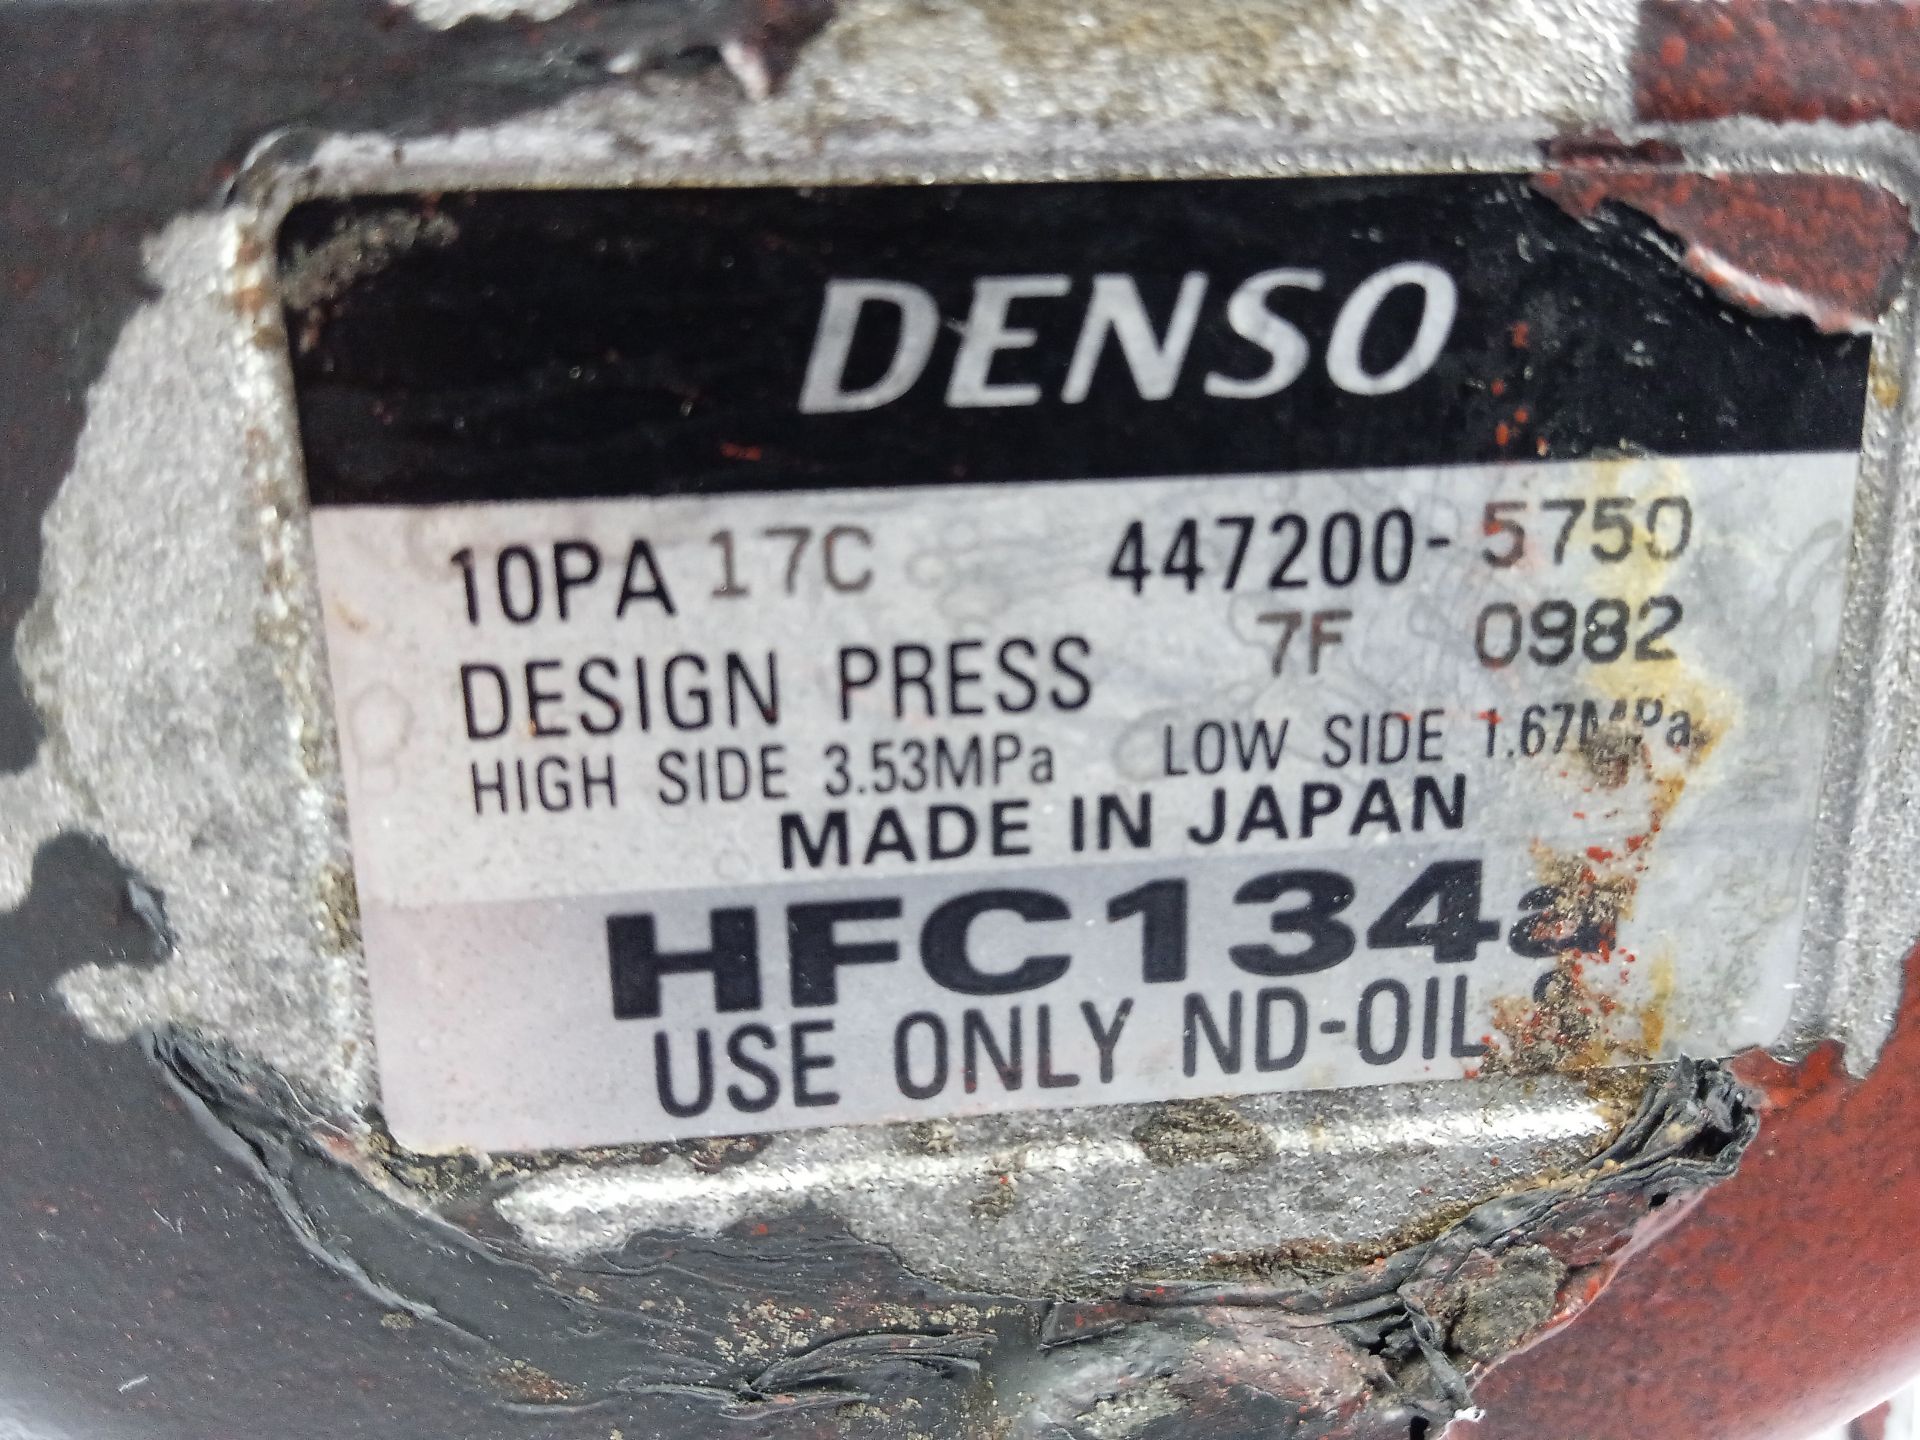 DENSO
10PA 17C 447200-5750
7F 0982
DESIGN PRESS
HIGH SIDE 3.53MPa LOW SIDE 1.67MPa
MADE IN JAPAN
HFC134a
USE ONLY ND-OIL